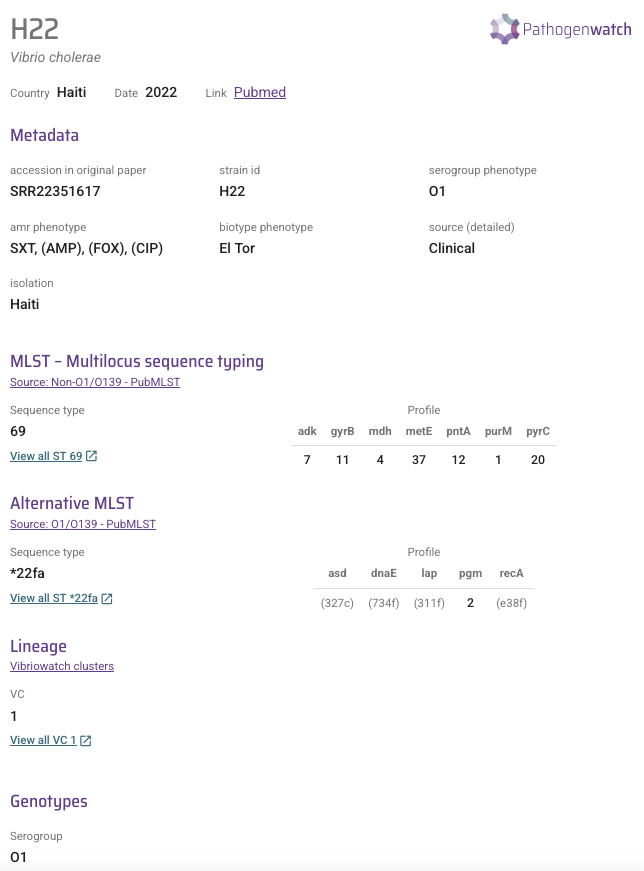 H22
Pathogenwatch
Vibrio cholerae
Country Haiti Date 2022 Link Pubmed
Metadata
accession in original paper strain id serogroup phenotype
SRR22351617 H22 O1
amr phenotype biotype phenotype source (detailed)
SXT, (AMP), (FOX), (CIP) El Tor Clinical
isolation
Haiti
MLST – Multilocus sequence typing
Source: Non-O1/O139 - PubMLST
Sequence type Profile
69 adk gyrB mdh metE pntA purM pyrC
View all ST 69 7 11 4 37 12 1 20
Alternative MLST
Source: O1/O139 - PubMLST
Sequence type Profile
*22fa asd dnaE lap pgm recA
View all ST *22fa (327c) (734f) (311f) 2 (e38f)
Lineage
Vibriowatch clusters
VC
1
View all VC 1
Genotypes
Serogroup
O1